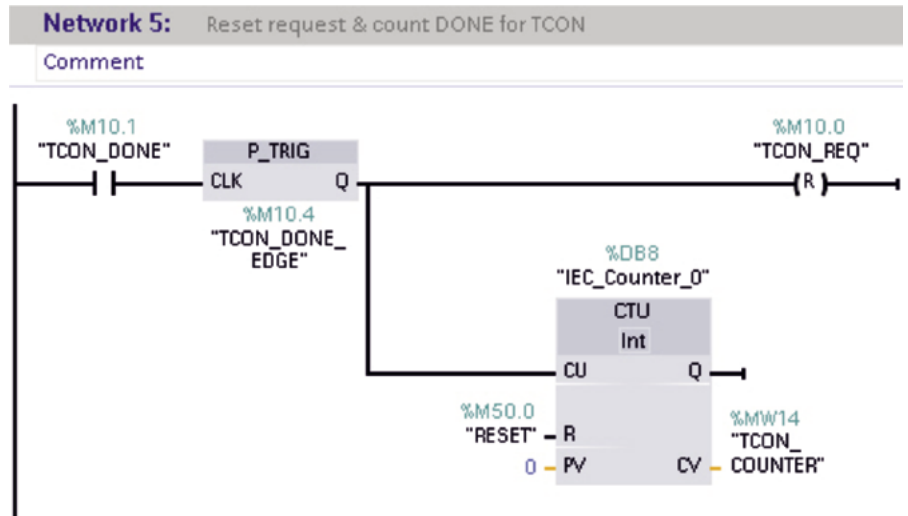 Network 5: Reset request & count DONE for TCON
Comment
%M10.1
"TCON_DONE"
P_TRIG
CLK Q
%M10.4
"TCON_DONE_
EDGE"
%M10.0
"TCON_REQ"
R
%DB8
"IEC_Counter_0"
CTU
Int
CU Q
%M50.0
"RESET" R
0 PV
CV
%MW14
"TCON_
COUNTER"